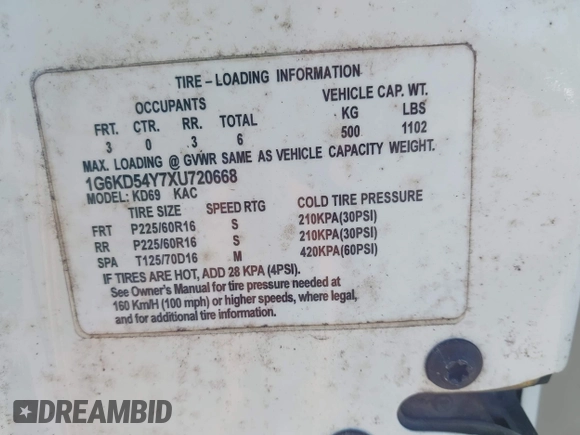 TIRE – LOADING INFORMATION
OCCUPANTS VEHICLE CAP. WT.
FRT. CTR. RR. TOTAL KG LBS
3 0 3 6 500 1102
MAX. LOADING @ GVWR SAME AS VEHICLE CAPACITY WEIGHT.
1G6KD54Y7XU720668
MODEL: KD69 KAC
TIRE SIZE SPEED RTG COLD TIRE PRESSURE
FRT P225/60R16 S 210KPA(30PSI)
RR P225/60R16 S 210KPA(30PSI)
SPA T125/70D16 M 420KPA(60PSI)
IF TIRES ARE HOT, ADD 28 KPA (4PSI).
See Owner's Manual for tire pressure needed at
160 Km/H (100 mph) or higher speeds, where legal,
and for additional tire information.
DREAMBID